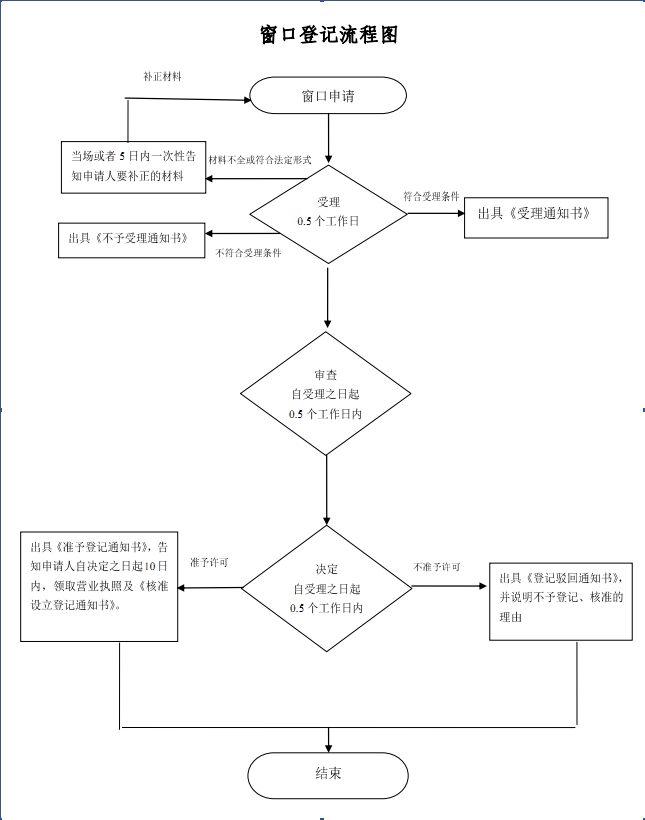 窗口登记流程图
补正材料
窗口申请
当场或者 5 日内一次性告
知申请人要补正的材料
材料不全或符合法定形式
受理
0.5 个工作日
符合受理条件
出具《受理通知书》
出具《不予受理通知书》
不符合受理条件
审查
自受理之日起
0.5 个工作日内
出具《准予登记通知书》，告
知申请人自决定之日起10 日
内，领取营业执照及《核准
设立登记通知书》。
准予许可
决定
自受理之日起
0.5 个工作日内
不准予许可
出具《登记驳回通知书》，
并说明不予登记、核准的
理由
结束